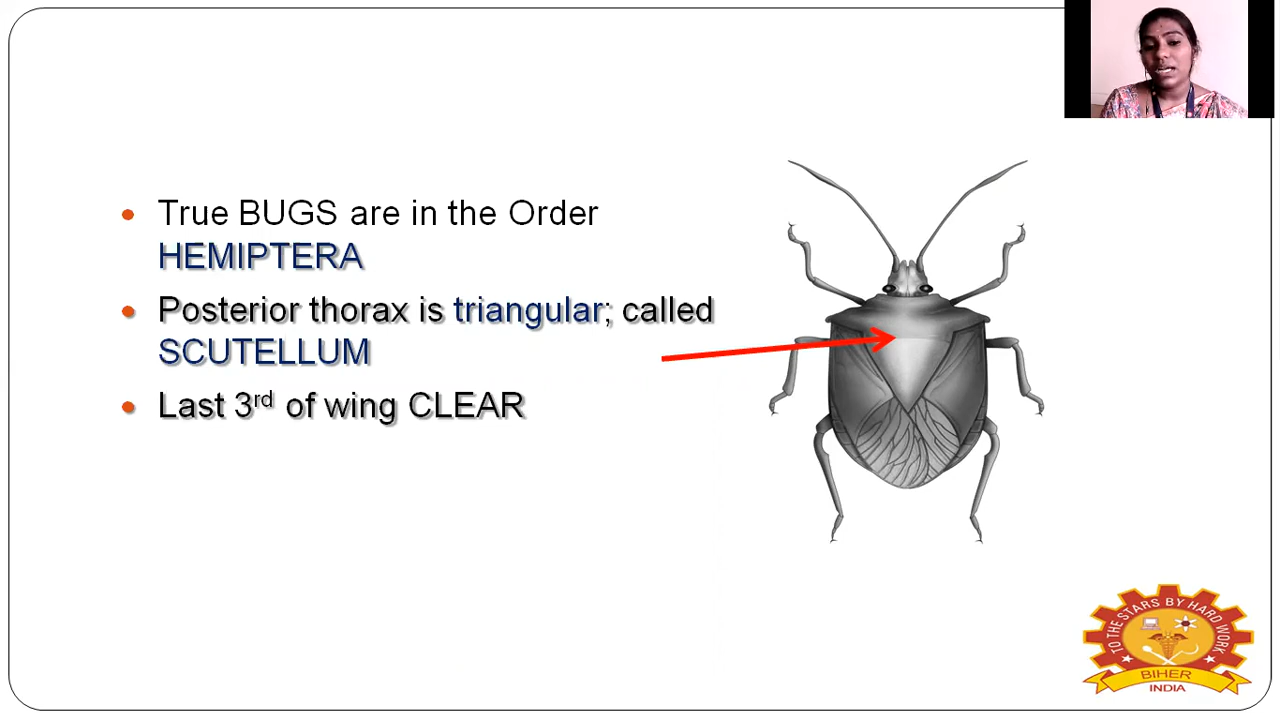 True BUGS are in the Order
HEMIPTERA
Posterior thorax is triangular; called
SCUTELLUM
Last 3rd of wing CLEAR
TO THE STARS BY HARD WORK
BIHER
INDIA